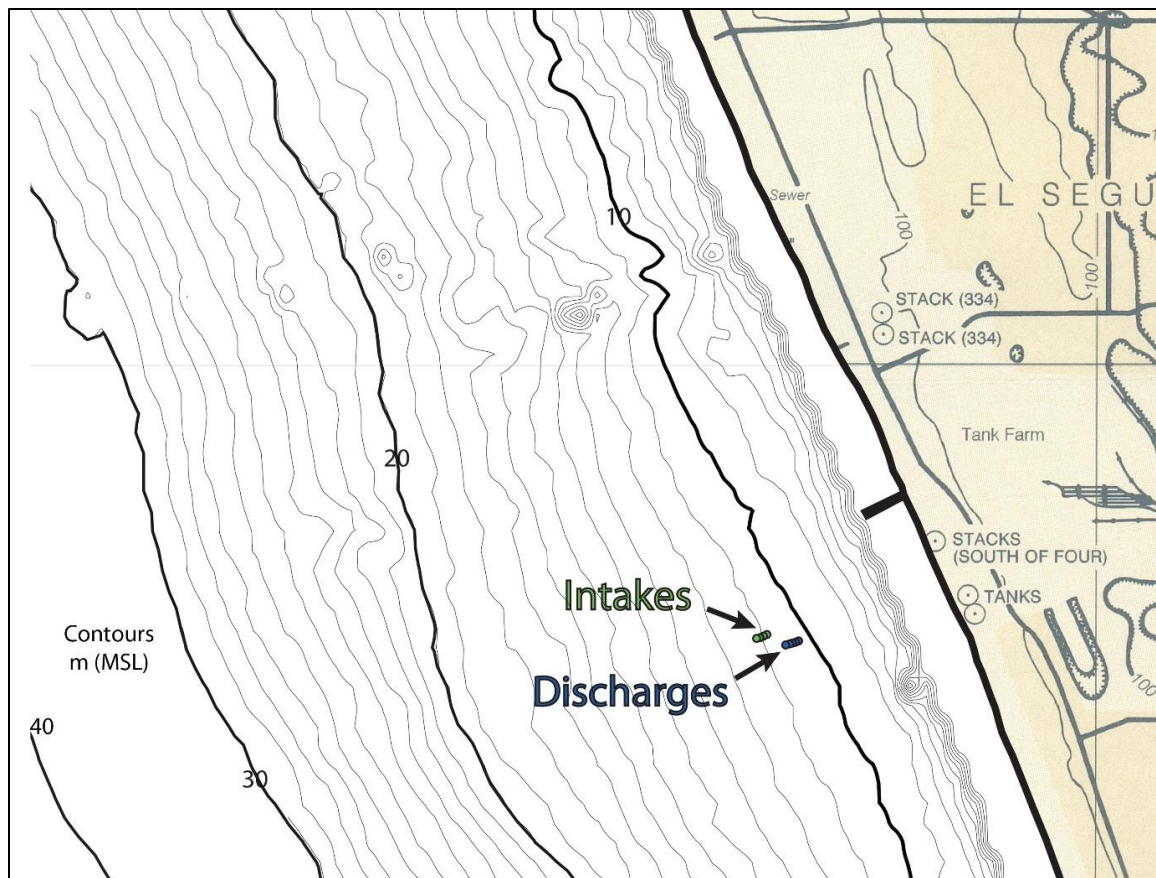 10
Sewer
EL SEGU
100
100
STACK (334)
STACK (334)
20
Tank Farm
STACKS
(SOUTH OF FOUR)
Intakes
TANKS
Contours
m (MSL)
Discharges
100
40
30